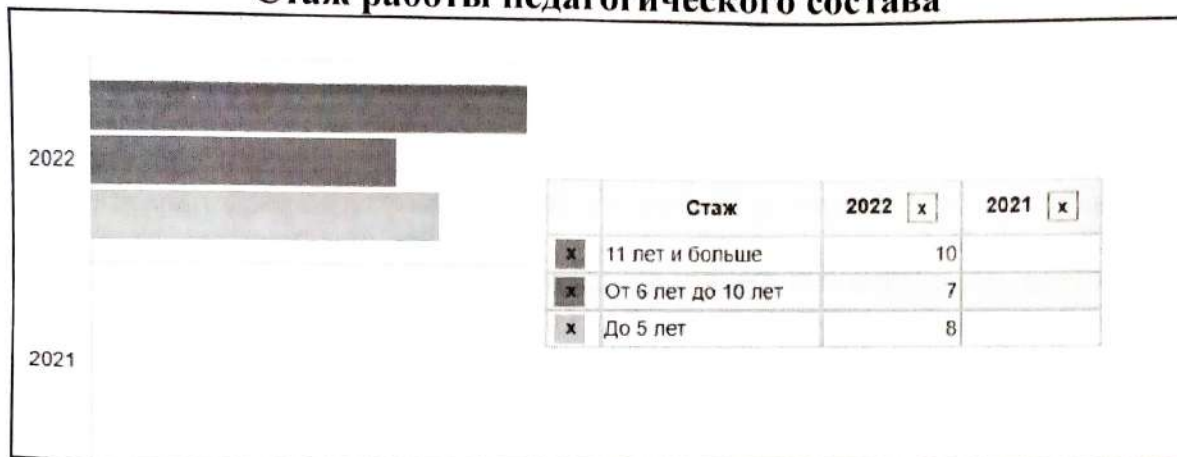 Стаж работы педагогического состава
2022
2021
Стаж 2022 x 2021 x
x 11 лет и больше 10
x От 6 лет до 10 лет 7
x До 5 лет 8